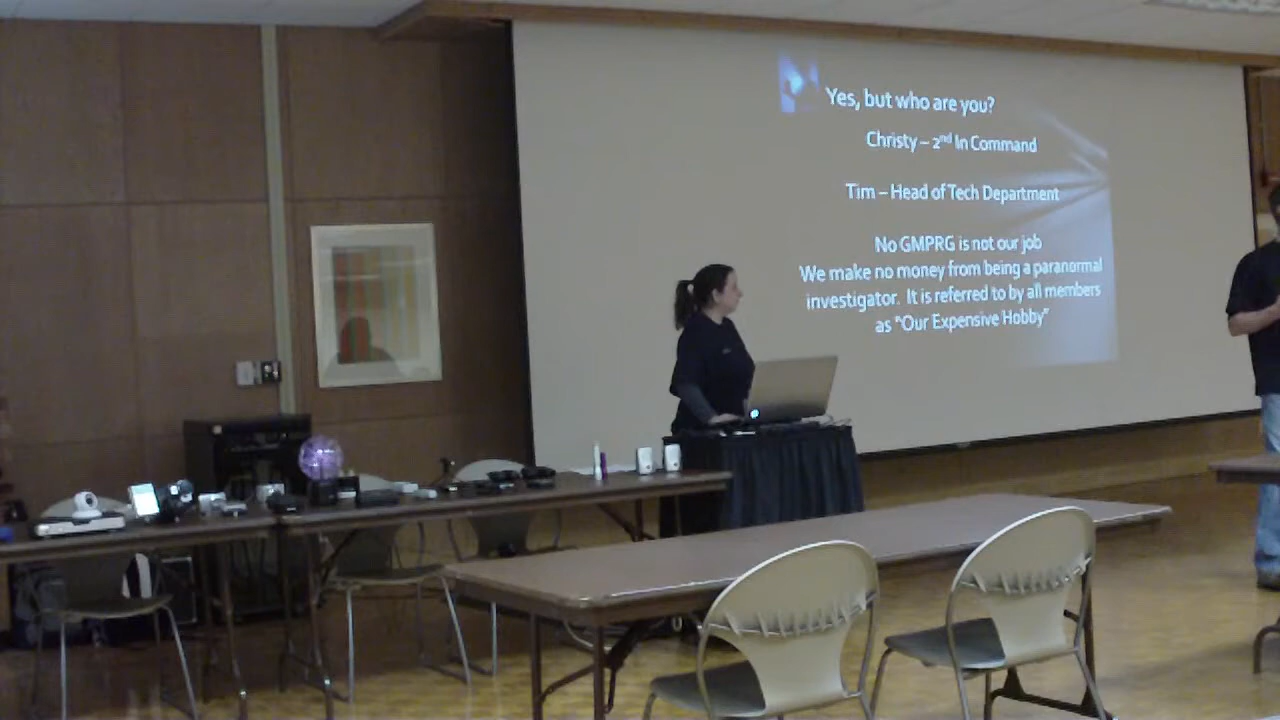 Yes, but who are you?
Christy – 2nd In Command
Tim – Head of Tech Department
No GMPRG is not our job
We make no money from being a paranormal
investigator. It is referred to by all members
as "Our Expensive Hobby"